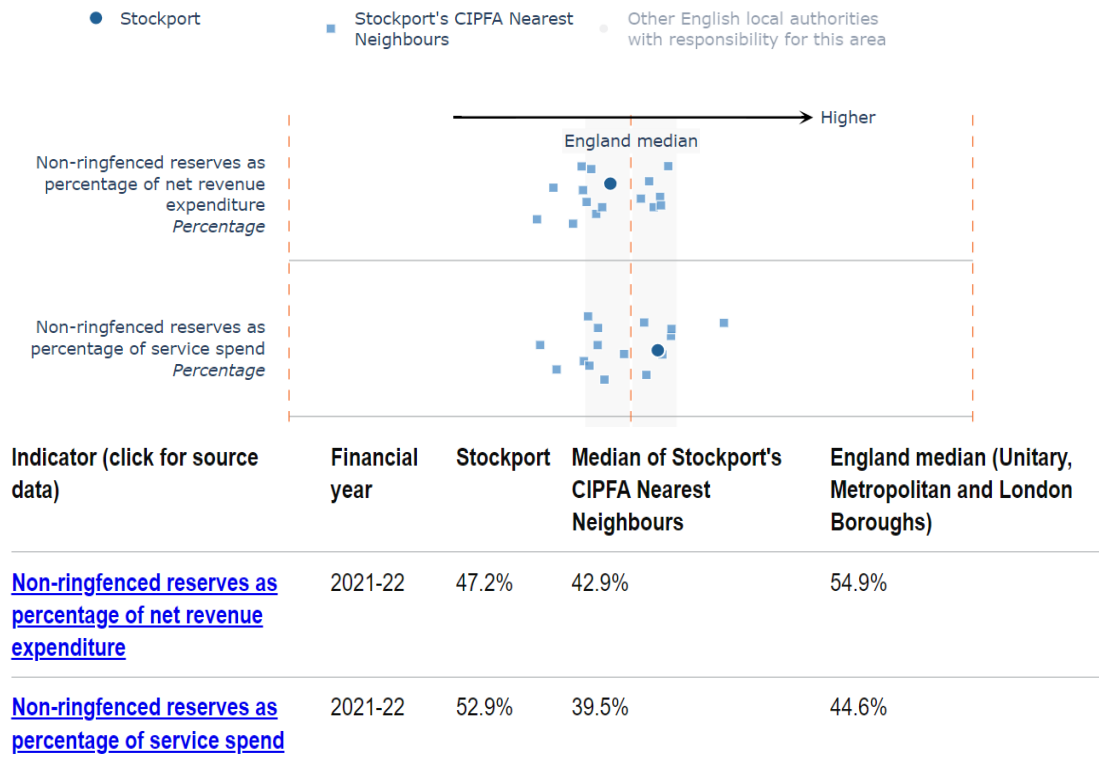 Stockport
Stockport's CIPFA Nearest
Neighbours
Other English local authorities
with responsibility for this area
Higher
England median
Non-ringfenced reserves as
percentage of net revenue
expenditure
Percentage
Non-ringfenced reserves as
percentage of service spend
Percentage
Indicator (click for source
data)
Financial
year
Stockport
Median of Stockport's
CIPFA Nearest
Neighbours
England median (Unitary,
Metropolitan and London
Boroughs)
Non-ringfenced reserves as
percentage of net revenue
expenditure
2021-22
47.2%
42.9%
54.9%
Non-ringfenced reserves as
percentage of service spend
2021-22
52.9%
39.5%
44.6%